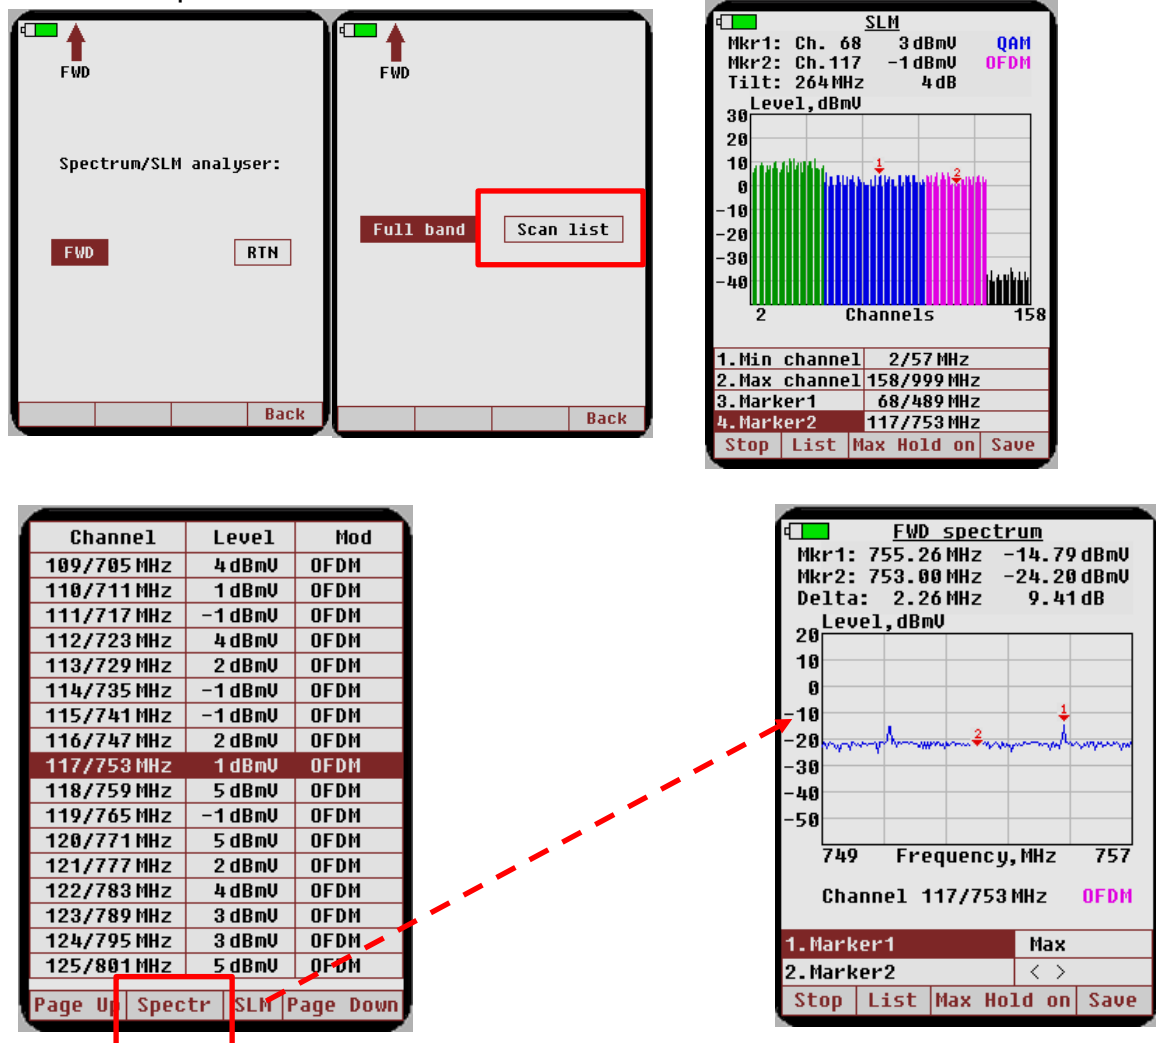 FWD
Spectrum/SLM analyser:
FWD RTN
Back
FWD
Full band Scan list
Back
SLM
Mkr1: Ch. 68 3 dBmV QAM
Mkr2: Ch.117 -1 dBmV OFDM
Tilt: 264 MHz 4 dB
Level,dBmV
30
20
10
1
2
0
-10
-20
-30
-40
2 Channels 158
1.Min channel 2/57 MHz
2.Max channel 158/999 MHz
3.Marker1 68/489 MHz
4.Marker2 117/753 MHz
Stop List Max Hold on Save
Channel Level Mod
109/705 MHz 4 dBmV OFDM
110/711 MHz 1 dBmV OFDM
111/717 MHz -1 dBmV OFDM
112/723 MHz 4 dBmV OFDM
113/729 MHz 2 dBmV OFDM
114/735 MHz -1 dBmV OFDM
115/741 MHz -1 dBmV OFDM
116/747 MHz 2 dBmV OFDM
117/753 MHz 1 dBmV OFDM
118/759 MHz 5 dBmV OFDM
119/765 MHz -1 dBmV OFDM
120/771 MHz 5 dBmV OFDM
121/777 MHz 2 dBmV OFDM
122/783 MHz 4 dBmV OFDM
123/789 MHz 3 dBmV OFDM
124/795 MHz 3 dBmV OFDM
125/801 MHz 5 dBmV OFDM
Page Up Spectr SLM Page Down
FWD spectrum
Mkr1: 755.26 MHz -14.79 dBmV
Mkr2: 753.00 MHz -24.20 dBmV
Delta: 2.26 MHz 9.41 dB
Level,dBmV
20
10
0
-10
1
2
-20
-30
-40
-50
749 Frequency,MHz 757
Channel 117/753 MHz OFDM
1.Marker1 Max
2.Marker2 < >
Stop List Max Hold on Save